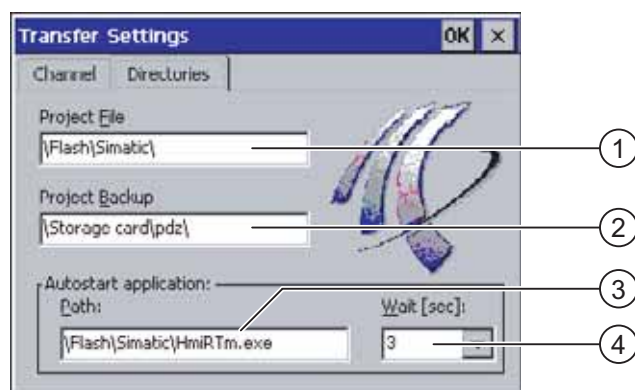 Transfer Settings OK ×
Channel Directories
Project File
\Flash\Simatic\ 1
Project Backup
\Storage card\pdz\ 2
Autostart application: 3
Path: Wait [sec]:
\Flash\Simatic\HmiRTm.exe 3 4